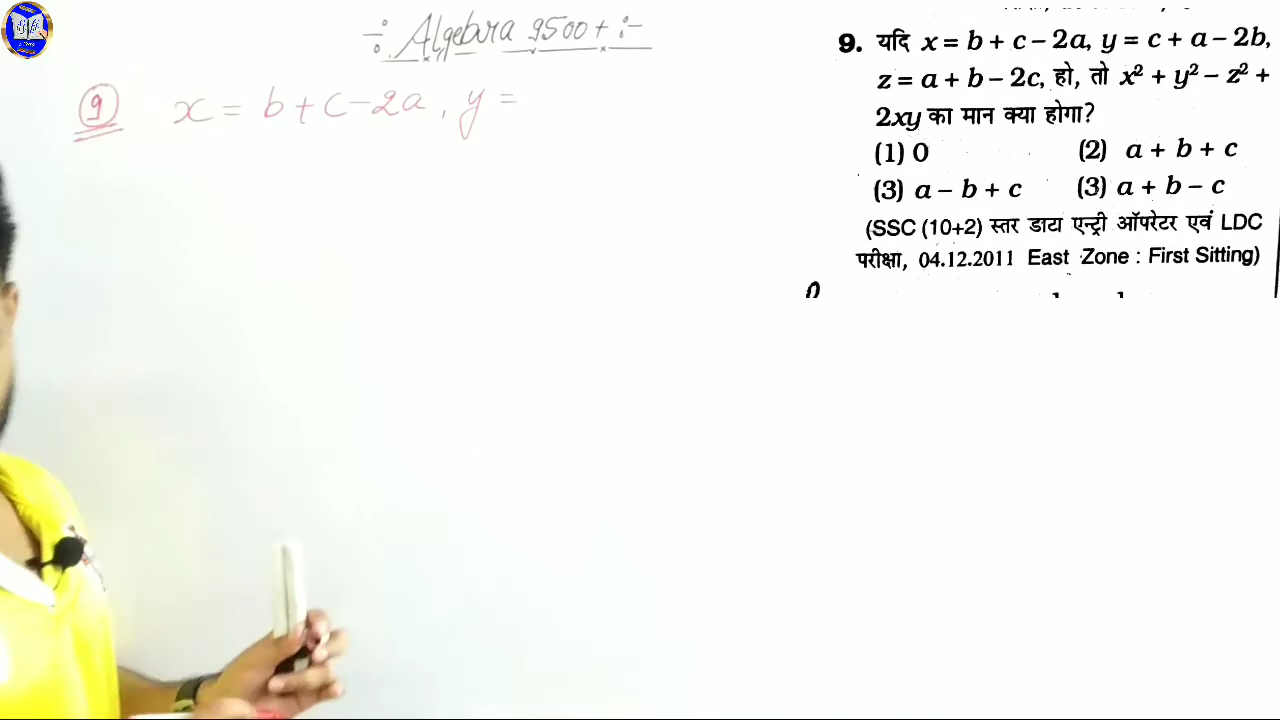 ÷ Algebra 9500+ :-
9 x = b + c - 2a, y =
9. यदि x = b + c – 2a, y = c + a – 2b,
z = a + b – 2c, हो, तो x² + y² – z² +
2xy का मान क्या होगा?
(1) 0 (2) a + b + c
(3) a – b + c (3) a + b – c
(SSC (10+2) स्तर डाटा एन्ट्री ऑपरेटर एवं LDC
परीक्षा, 04.12.2011 East Zone : First Sitting)